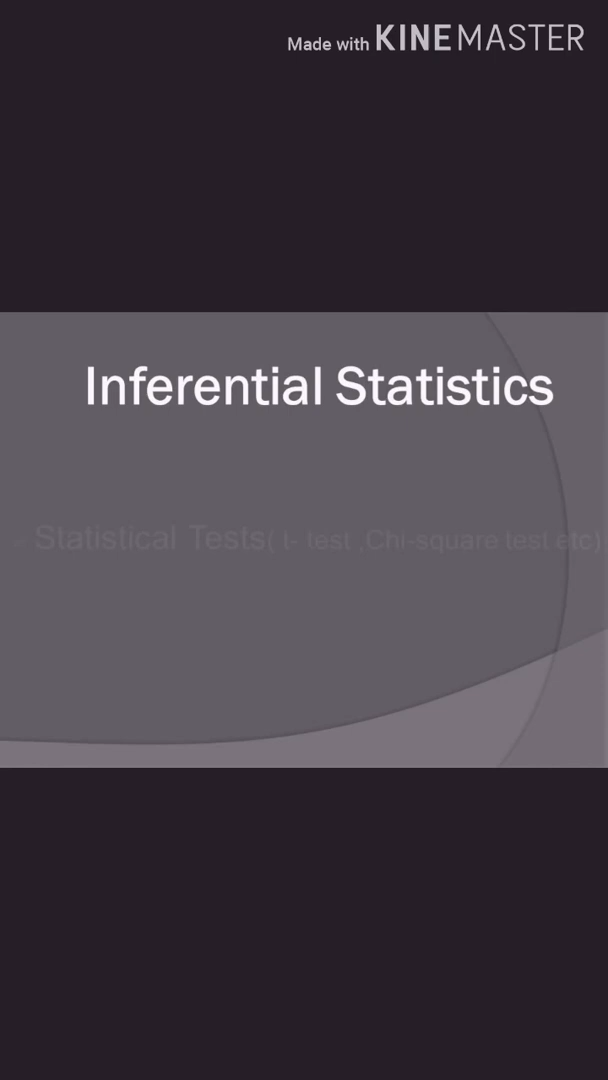 Made with KINEMASTER
Inferential Statistics
- Statistical Tests( t- test ,Chi-square test etc)